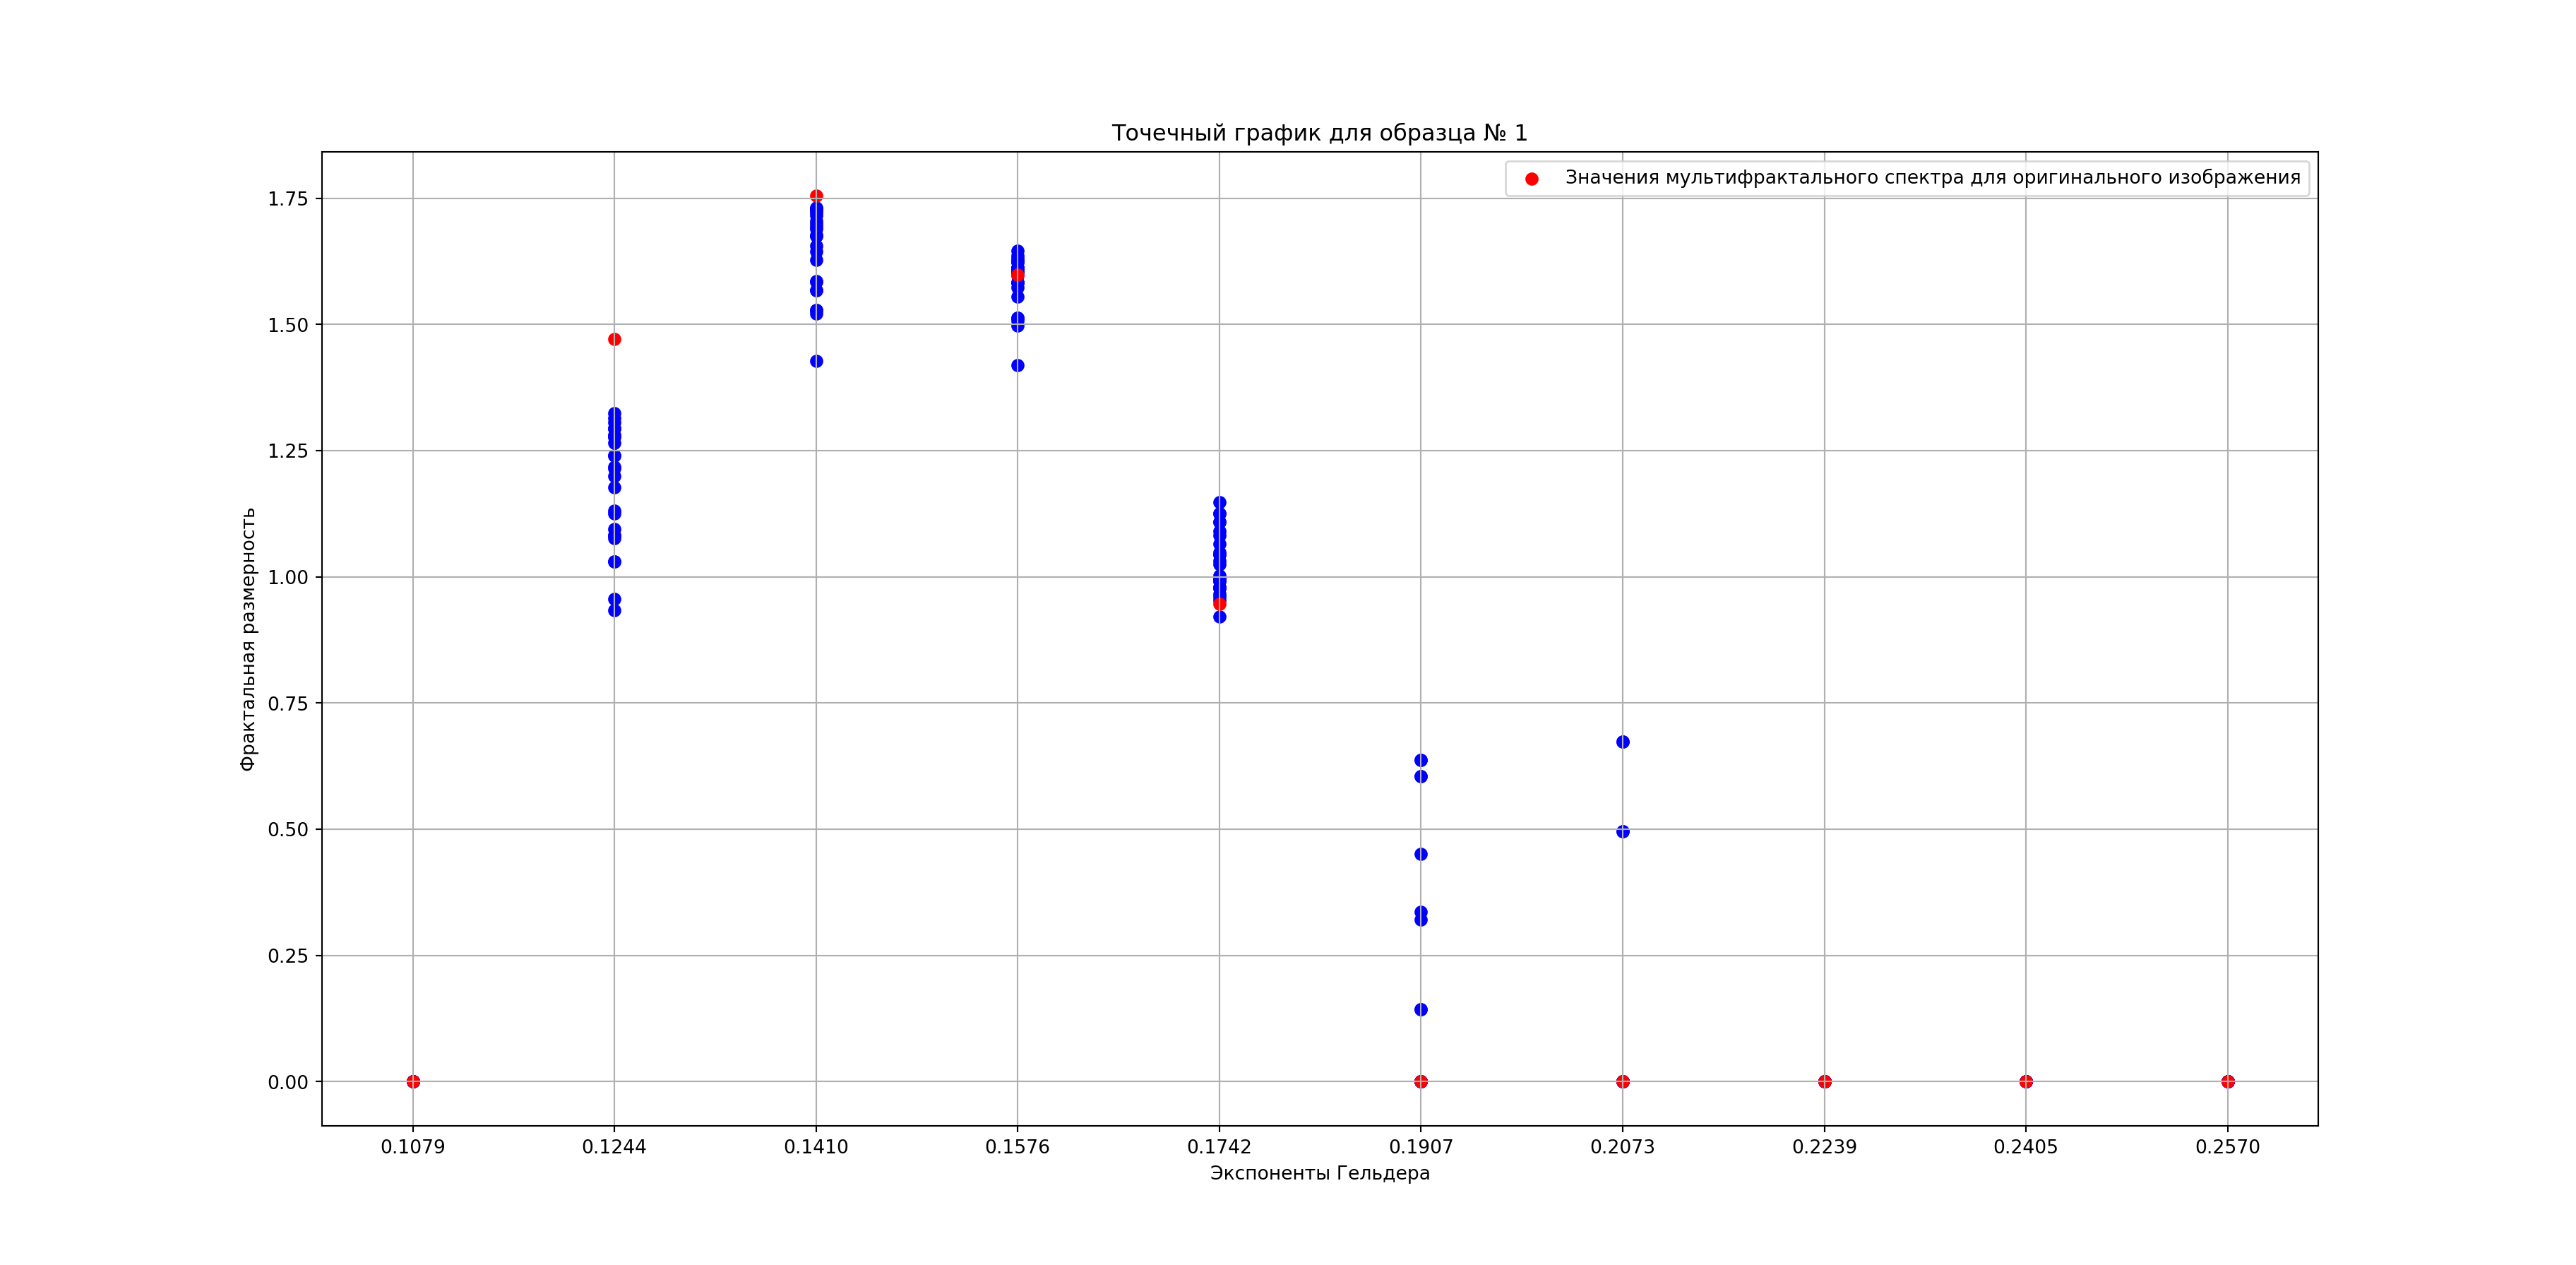 Точечный график для образца № 1
Значения мультифрактального спектра для оригинального изображения
Фрактальная размерность
1.75
1.50
1.25
1.00
0.75
0.50
0.25
0.00
0.1079 0.1244 0.1410 0.1576 0.1742 0.1907 0.2073 0.2239 0.2405 0.2570
Экспоненты Гельдера